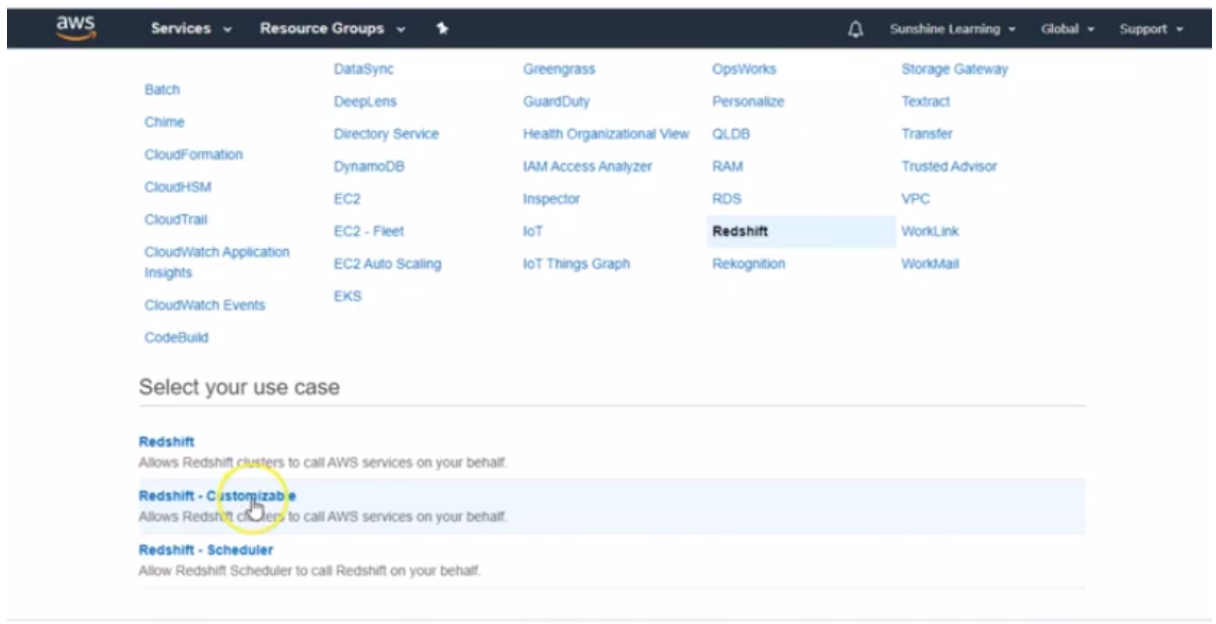 aws Services Resource Groups Sunshine Learning Global Support
Batch
Chime
CloudFormation
CloudHSM
CloudTrail
CloudWatch Application
Insights
CloudWatch Events
CodeBuild
DataSync
DeepLens
Directory Service
DynamoDB
EC2
EC2 - Fleet
EC2 Auto Scaling
EKS
Greengrass
GuardDuty
Health Organizational View
IAM Access Analyzer
Inspector
IoT
IoT Things Graph
OpsWorks
Personalize
QLDB
RAM
RDS
Redshift
Rekognition
Storage Gateway
Textract
Transfer
Trusted Advisor
VPC
WorkLink
WorkMail
Select your use case
Redshift
Allows Redshift clusters to call AWS services on your behalf.
Redshift - Customizable
Allows Redshift clusters to call AWS services on your behalf.
Redshift - Scheduler
Allow Redshift Scheduler to call Redshift on your behalf.